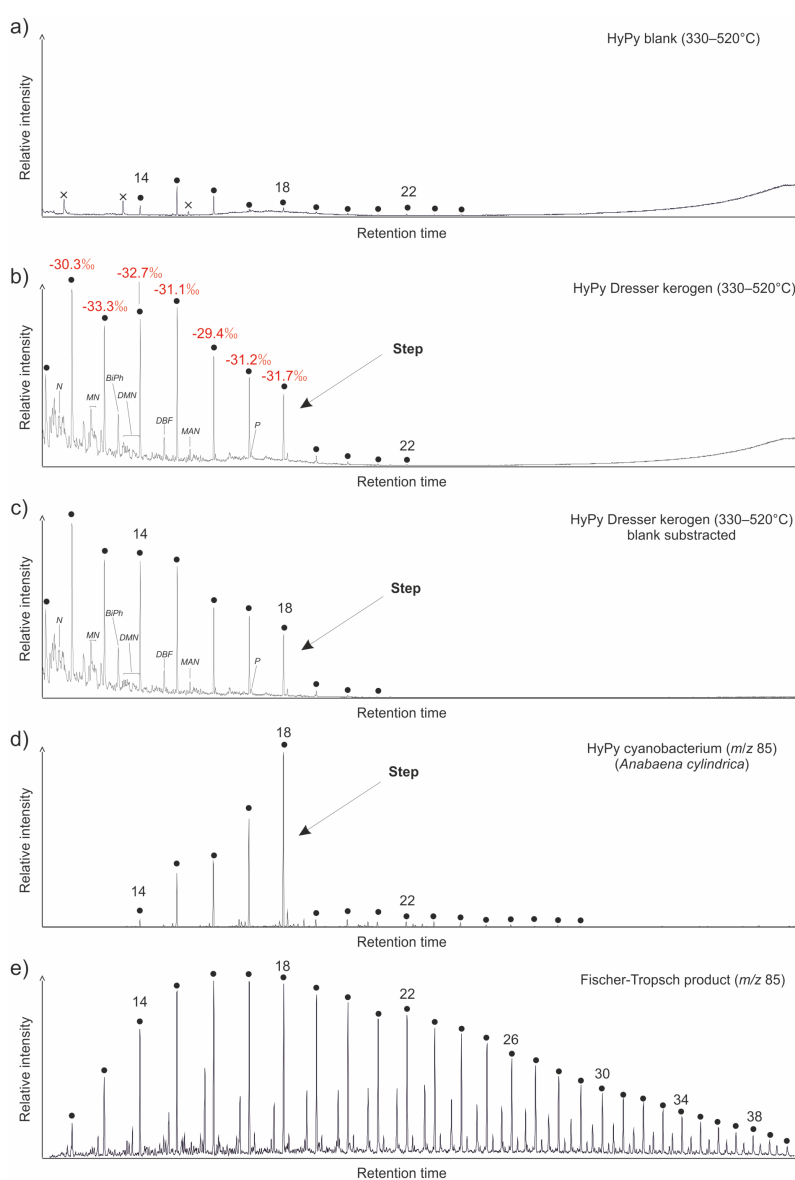 a)
HyPy blank (330–520°C)
Relative intensity
×
×
14
×
18
22
Retention time
b)
HyPy Dresser kerogen (330–520°C)
Relative intensity
-30.3‰
-33.3‰
-32.7‰
-31.1‰
-29.4‰
-31.2‰
-31.7‰
Step
N
MN
BiPh
DMN
DBF
MAN
P
22
Retention time
c)
HyPy Dresser kerogen (330–520°C)
blank substracted
Relative intensity
14
18
Step
N
MN
BiPh
DMN
DBF
MAN
P
Retention time
d)
HyPy cyanobacterium (m/z 85)
(Anabaena cylindrica)
Relative intensity
14
18
Step
22
Retention time
e)
Fischer-Tropsch product (m/z 85)
Relative intensity
14
18
22
26
30
34
38
Retention time